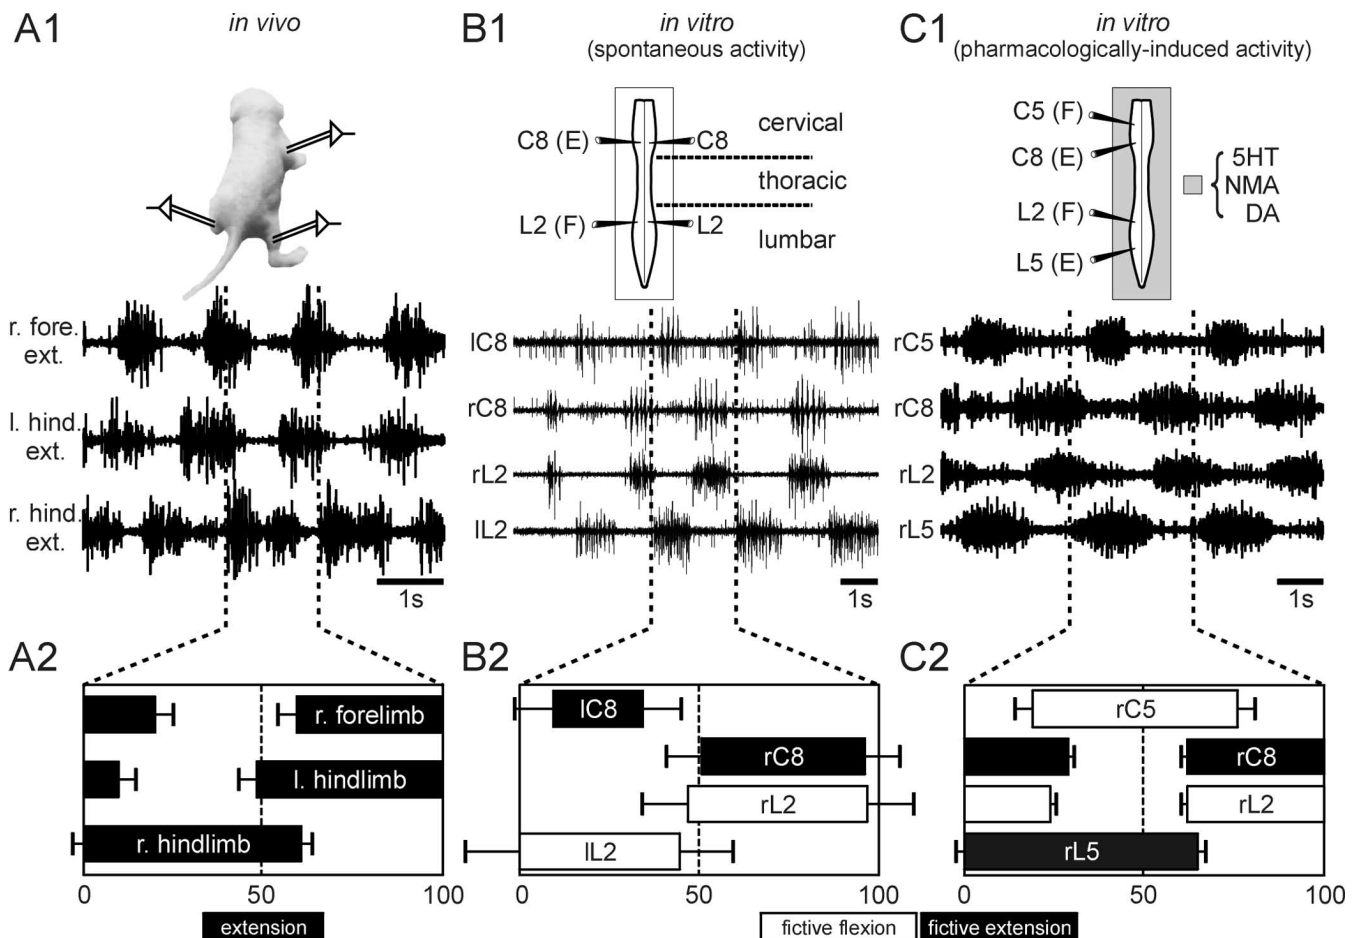 A1
in vivo
r. fore.
ext.
l. hind.
ext.
r. hind.
ext.
1s
A2
r. forelimb
l. hindlimb
r. hindlimb
0
50
100
extension
B1
in vitro
(spontaneous activity)
C8 (E)
C8
L2 (F)
L2
cervical
thoracic
lumbar
lC8
rC8
rL2
lL2
1s
B2
lC8
rC8
rL2
lL2
0
50
100
C1
in vitro
(pharmacologically-induced activity)
C5 (F)
C8 (E)
L2 (F)
L5 (E)
5HT
NMA
DA
rC5
rC8
rL2
rL5
1s
C2
rC5
rC8
rL2
rL5
0
50
100
fictive flexion
fictive extension